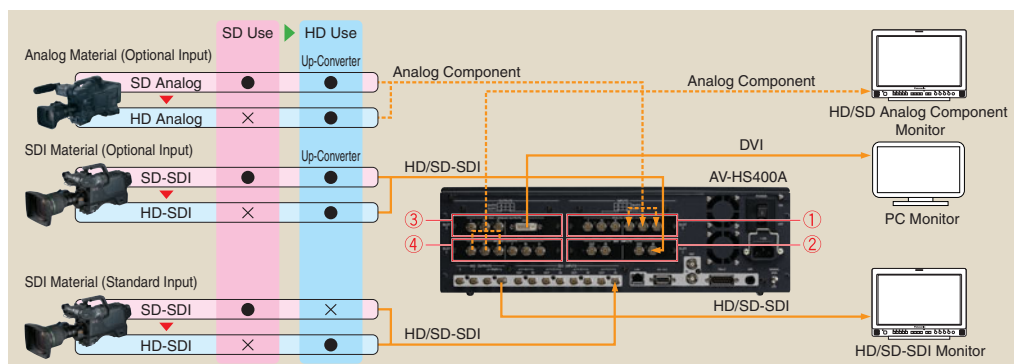 SD Use HD Use
Analog Material (Optional Input)
Up-Converter
SD Analog
HD Analog
Analog Component
Analog Component
HD/SD Analog Component
Monitor
SDI Material (Optional Input)
Up-Converter
SD-SDI
HD-SDI
HD/SD-SDI
DVI
AV-HS400A
PC Monitor
③
①
④
②
SDI Material (Standard Input)
SD-SDI
HD-SDI
HD/SD-SDI
HD/SD-SDI
HD/SD-SDI Monitor